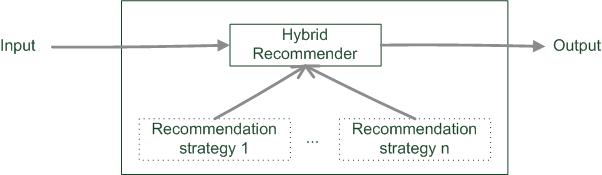 Hybrid
Recommender
Input
Output
Recommendation
strategy 1
...
Recommendation
strategy n